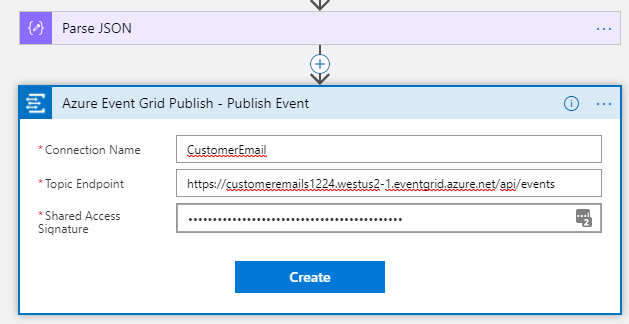 Parse JSON
Azure Event Grid Publish - Publish Event
*Connection Name
CustomerEmail
*Topic Endpoint
https://customeremails1224.westus2-1.eventgrid.azure.net/api/events
*Shared Access
Signature
••••••••••••••••••••••••••••••••••••••••••••
2
Create